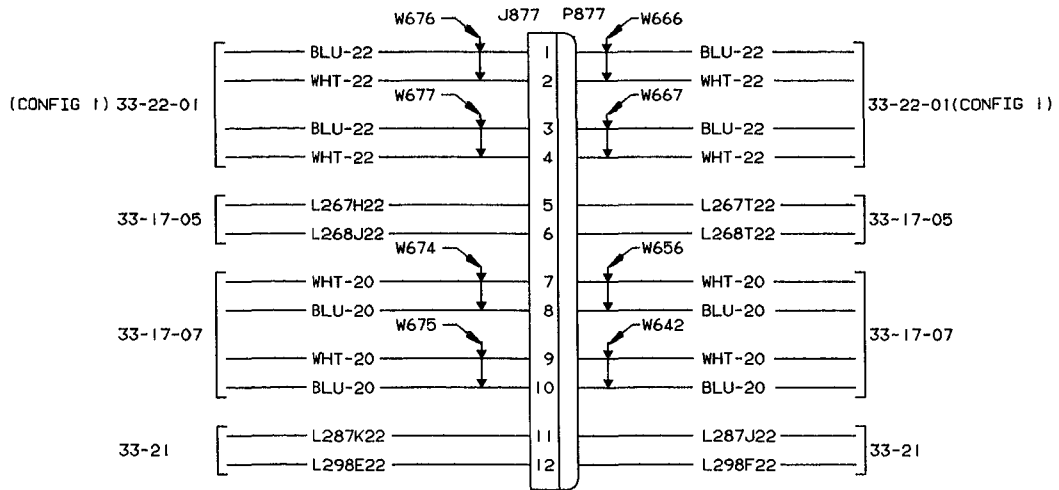 W676 J877 P877 W666
BLU-22 1 BLU-22
WHT-22 2 WHT-22
(CONFIG 1) 33-22-01 W677 W667 33-22-01(CONFIG 1)
BLU-22 3 BLU-22
WHT-22 4 WHT-22
L267H22 5 L267T22
33-17-05 33-17-05
L268J22 6 L268T22
W674 W656
WHT-20 7 WHT-20
BLU-20 8 BLU-20
33-17-07 W675 W642 33-17-07
WHT-20 9 WHT-20
BLU-20 10 BLU-20
L287K22 11 L287J22
33-21 33-21
L298E22 12 L298F22